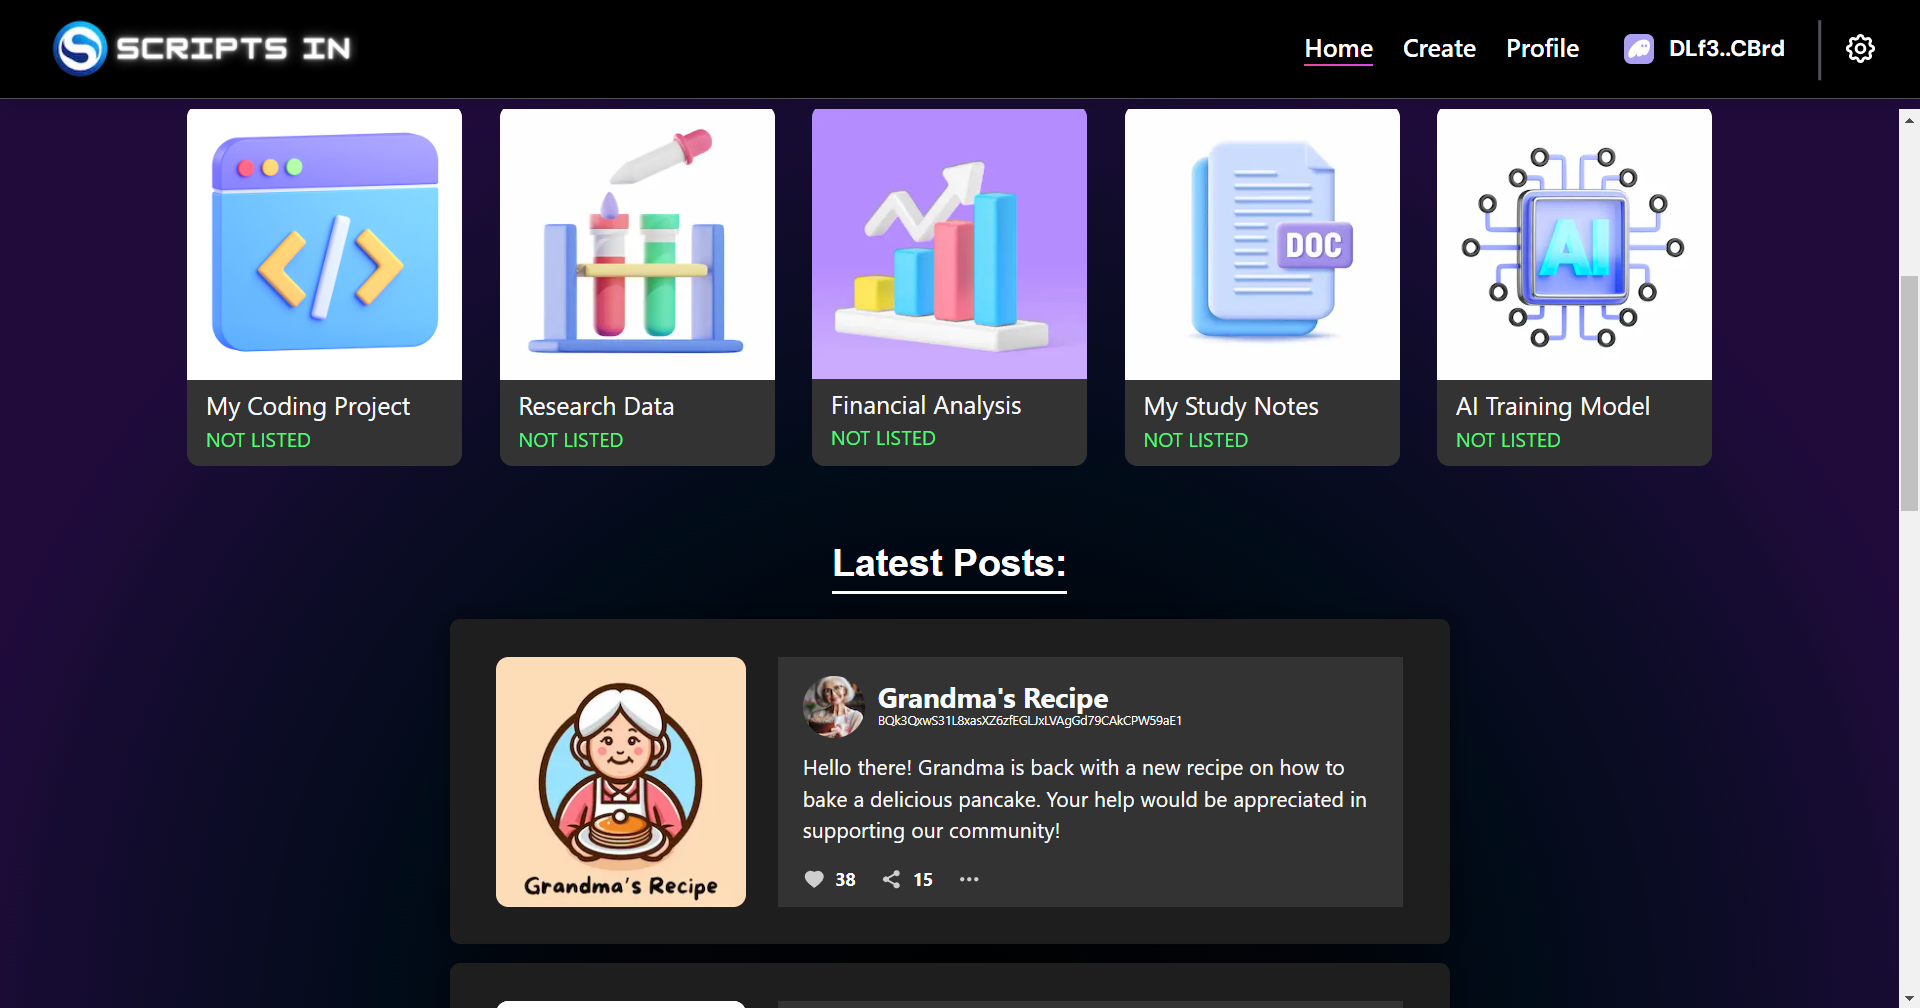 SCRIPTS IN
Home
Create
Profile
DLf3..CBrd
DOC
AI
My Coding Project
NOT LISTED
Research Data
NOT LISTED
Financial Analysis
NOT LISTED
My Study Notes
NOT LISTED
AI Training Model
NOT LISTED
Latest Posts:
Grandma's Recipe
Grandma's Recipe
BQk3QxwS31L8xasXZ6zfEGLJxLVAgGd79CAkCPW59aE1
Hello there! Grandma is back with a new recipe on how to
bake a delicious pancake. Your help would be appreciated in
supporting our community!
38
15